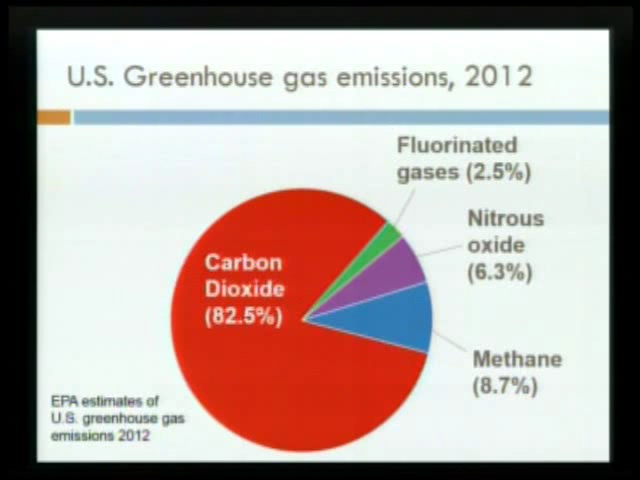 U.S. Greenhouse gas emissions, 2012
Fluorinated
gases (2.5%)
Nitrous
oxide
(6.3%)
Carbon
Dioxide
(82.5%)
Methane
(8.7%)
EPA estimates of
U.S. greenhouse gas
emissions 2012